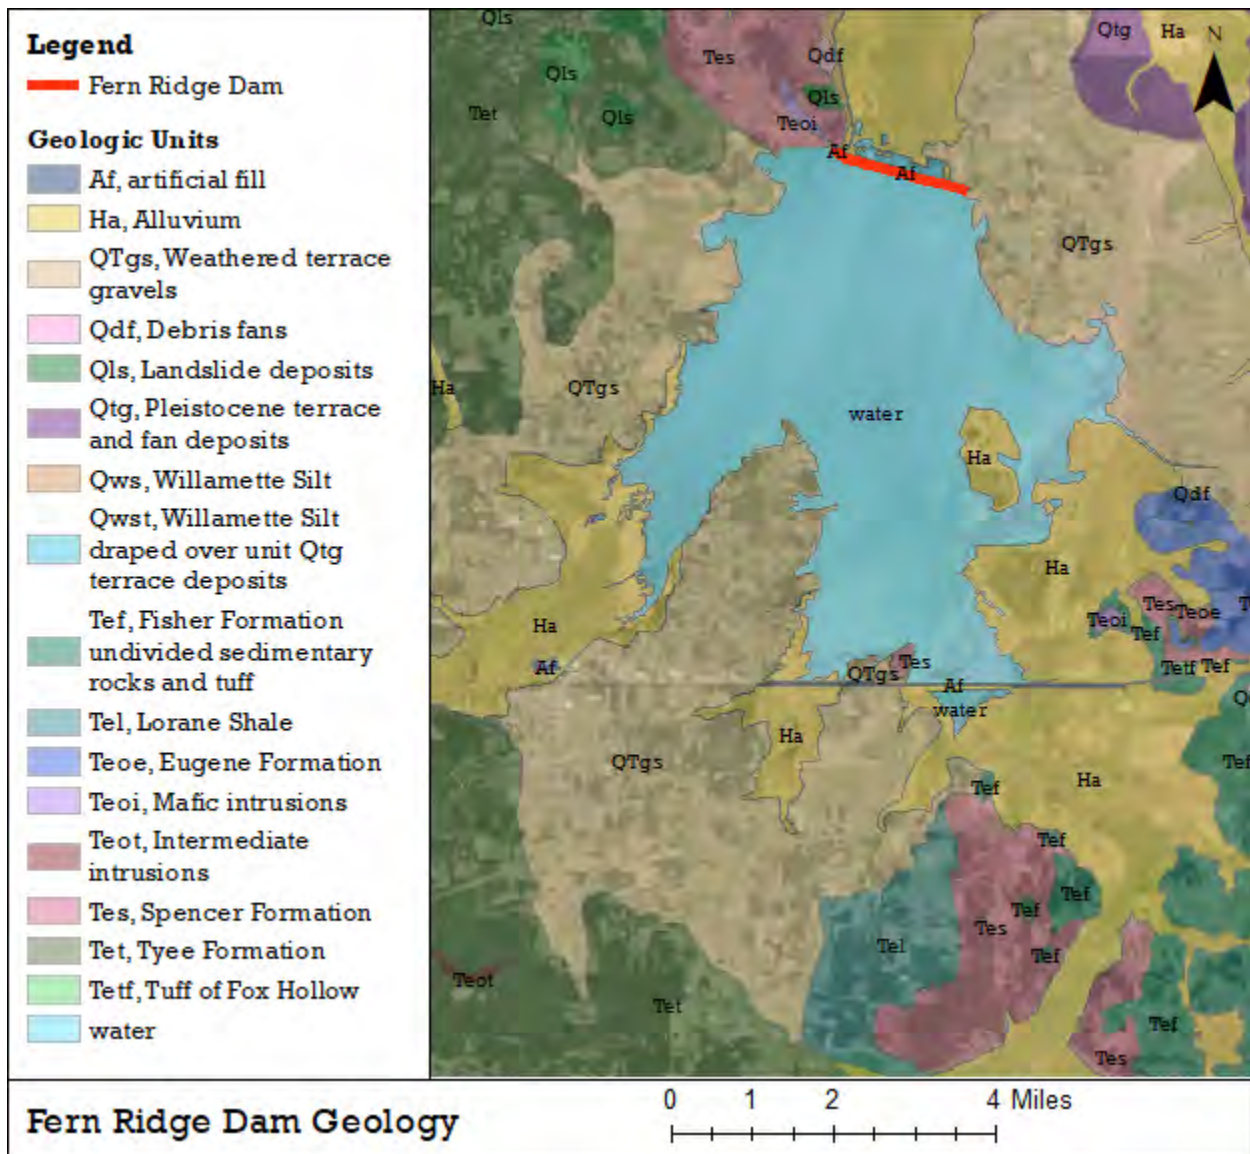 Legend
Fern Ridge Dam
Geologic Units
Af, artificial fill
Ha, Alluvium
QTgs, Weathered terrace
gravels
Qdf, Debris fans
Qls, Landslide deposits
Qtg, Pleistocene terrace
and fan deposits
Qws, Willamette Silt
Qwst, Willamette Silt
draped over unit Qtg
terrace deposits
Tef, Fisher Formation
undivided sedimentary
rocks and tuff
Tel, Lorane Shale
Teoe, Eugene Formation
Teoi, Mafic intrusions
Teot, Intermediate
intrusions
Tes, Spencer Formation
Tet, Tyee Formation
Tetf, Tuff of Fox Hollow
water
Qls
Qtg
Ha
N
Tes
Qdf
Qls
Qls
Tet
Qls
Teoi
Af
Af
QTgs
Ha
QTgs
water
Ha
Qdf
Ha
Tes
Teoe
Teoi
Tef
Ha
Af
QTgs
Tes
Tetf
Tef
Af
water
Ha
QTgs
Ha
Tef
Tef
Tef
Tef
Tef
Tes
Tel
Tef
Teot
Tet
Tef
Tes
Fern Ridge Dam Geology
0 1 2 4 Miles